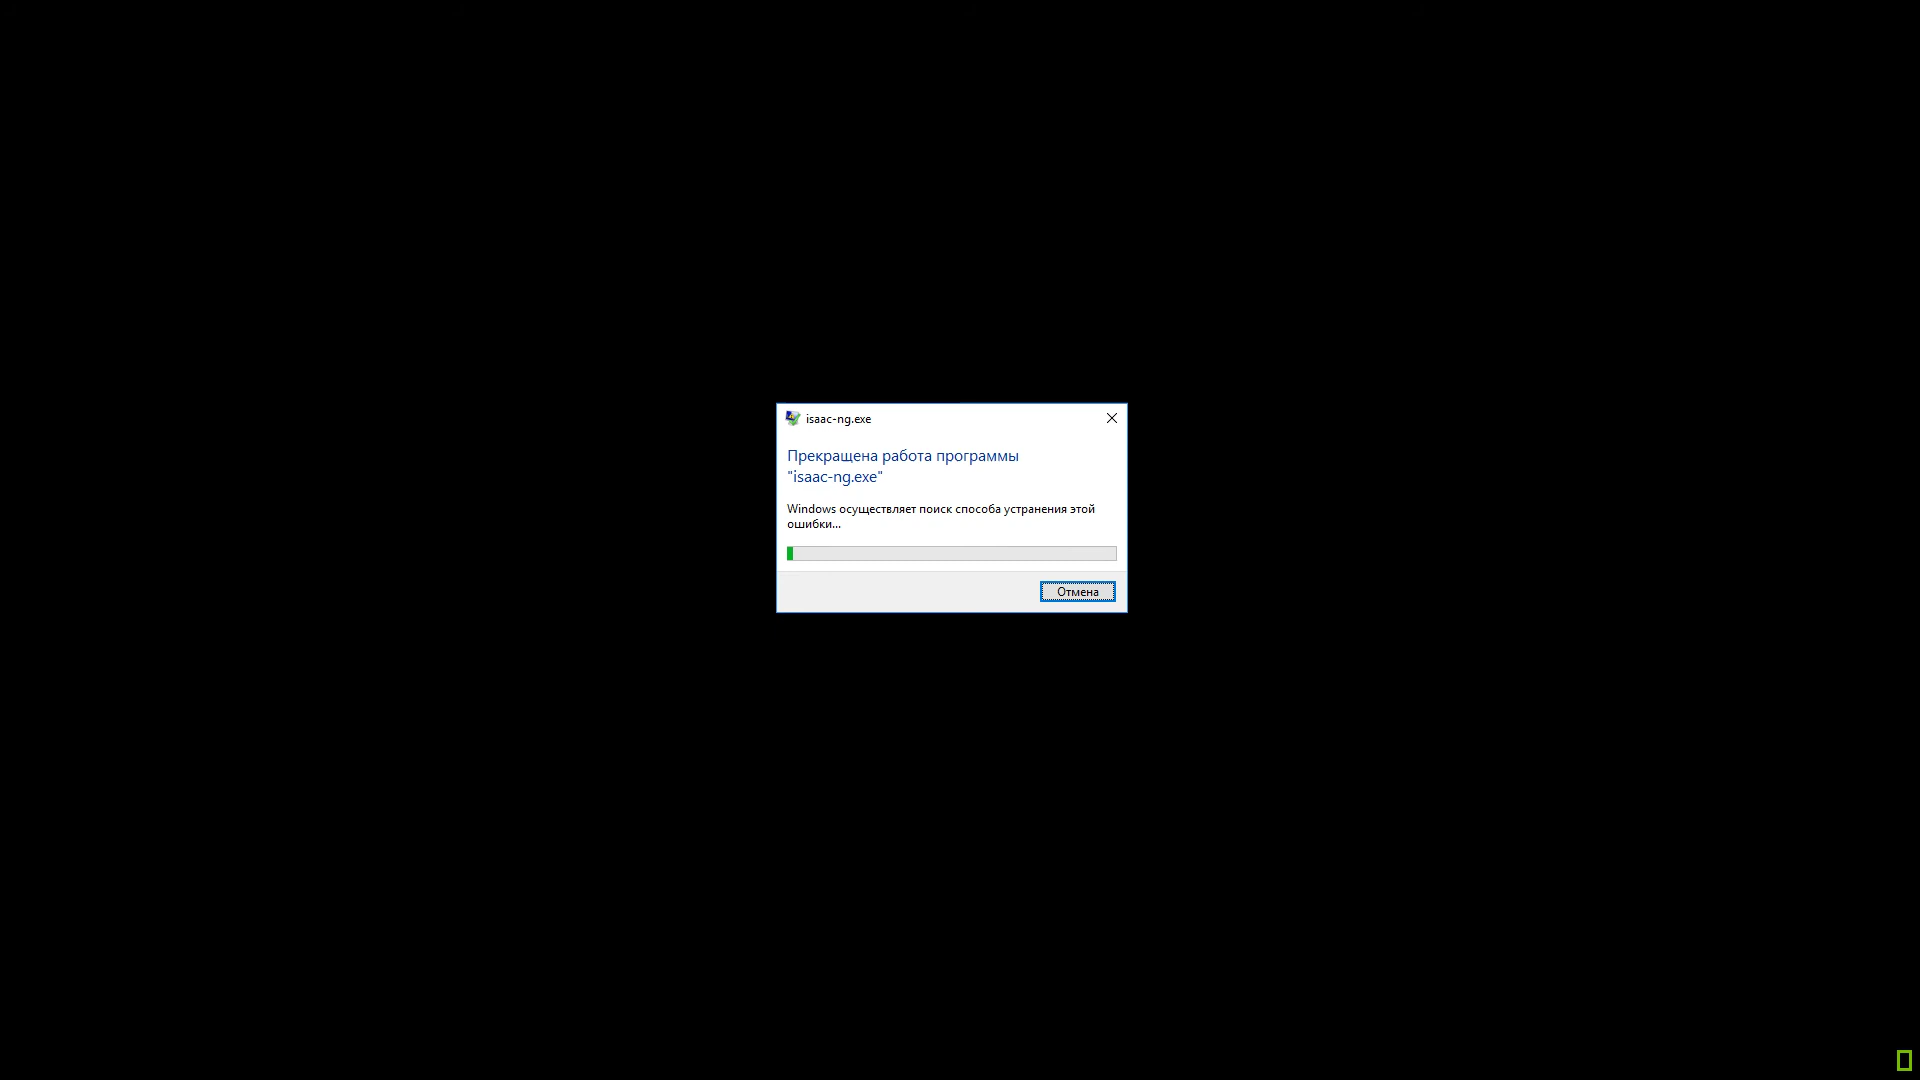 isaac-ng.exe
Прекращена работа программы
"isaac-ng.exe"
Windows осуществляет поиск способа устранения этой
ошибки...
Отмена